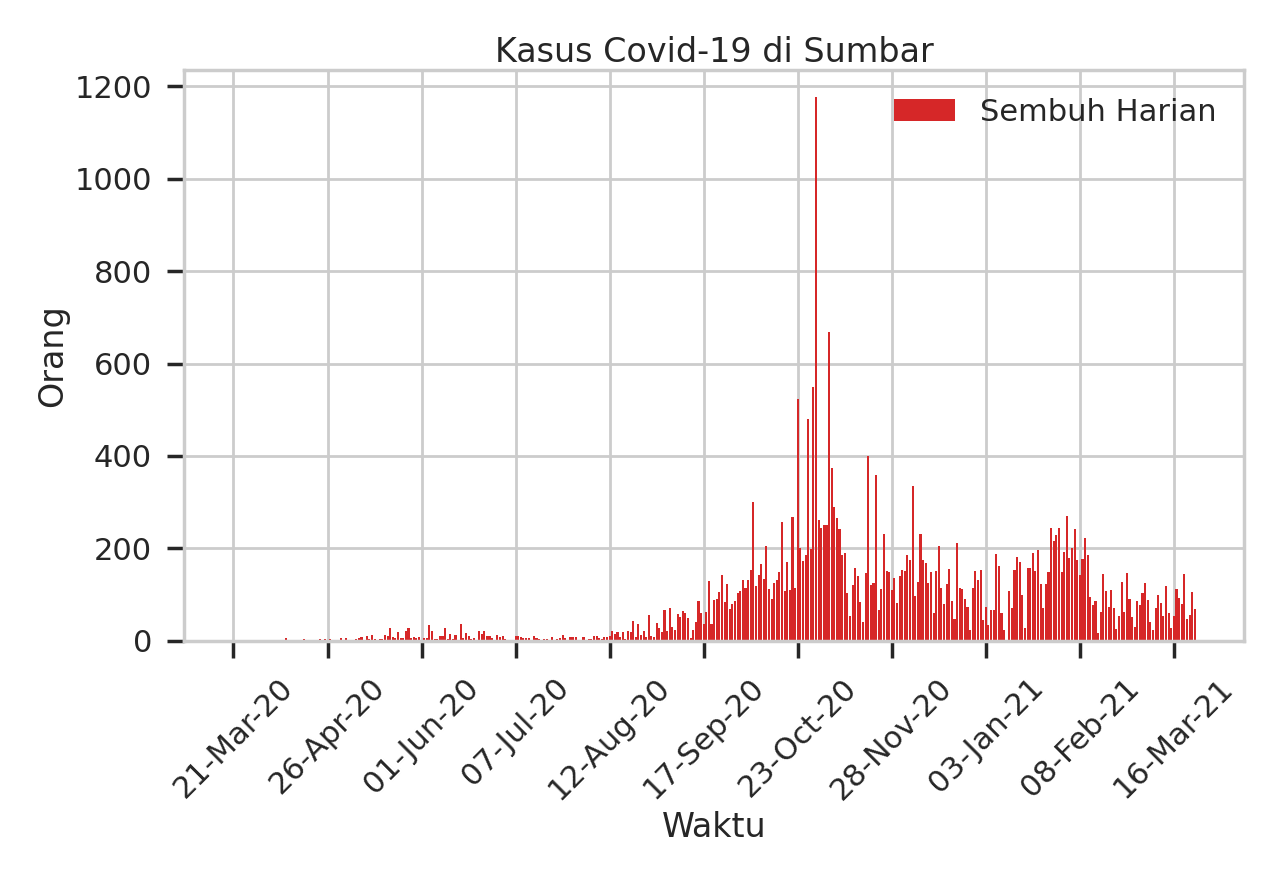 Kasus Covid-19 di Sumbar
Sembuh Harian
Orang
1200
1000
800
600
400
200
0
21-Mar-20
26-Apr-20
01-Jun-20
07-Jul-20
12-Aug-20
17-Sep-20
23-Oct-20
28-Nov-20
03-Jan-21
08-Feb-21
16-Mar-21
Waktu